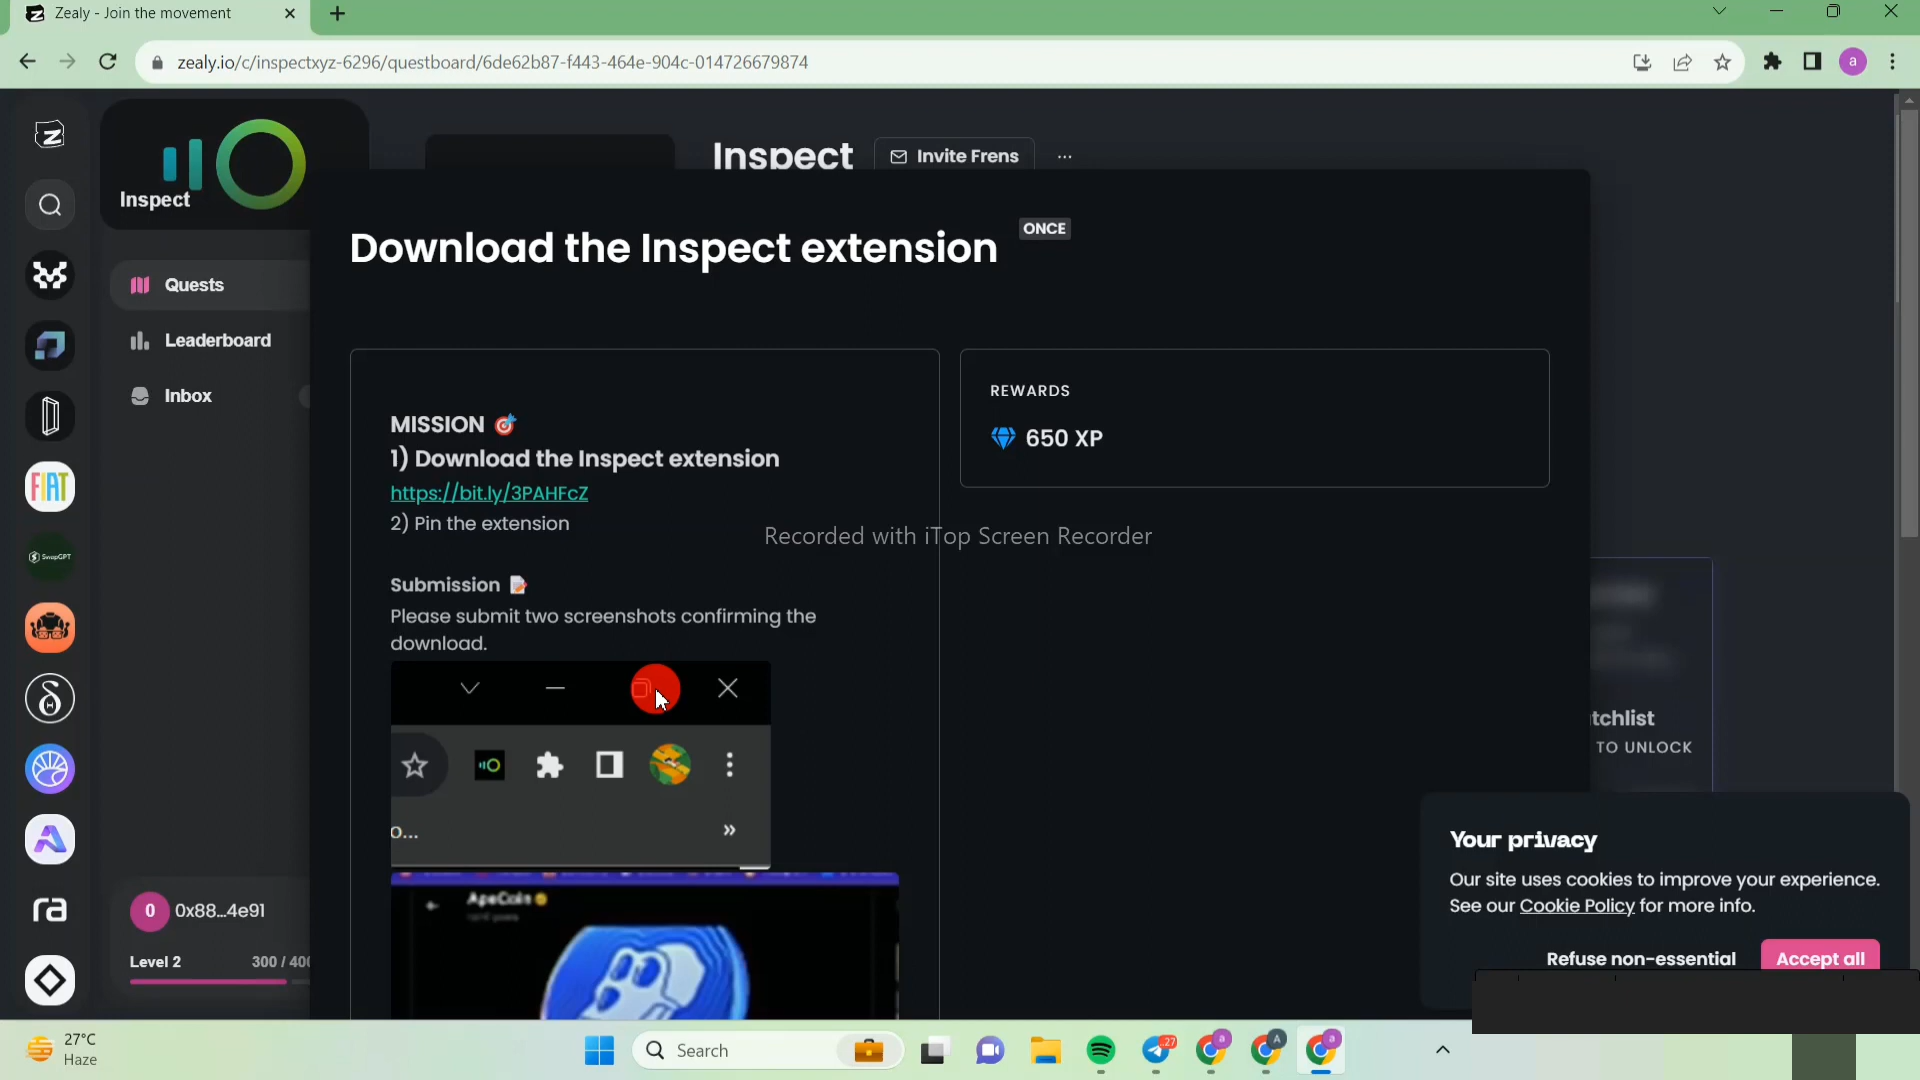 Zealy - Join the movement
zealy.io/c/inspectxyz-6296/questboard/6de62b87-f443-464e-904c-014726679874
a
Inspect
Inspect
Invite Frens
Download the Inspect extension
ONCE
Quests
Leaderboard
Inbox
MISSION
1) Download the Inspect extension
https://bit.ly/3PAHFcZ
2) Pin the extension
REWARDS
650 XP
Recorded with iTop Screen Recorder
Submission
Please submit two screenshots confirming the
download.
o...
ApeCoin
FIAT
SwapGPT
ra
tchlist
TO UNLOCK
Your privacy
Our site uses cookies to improve your experience.
See our Cookie Policy for more info.
Refuse non-essential
Accept all
0
0x88...4e91
Level 2
300 / 400
27°C
Haze
Search
27
a
A
a